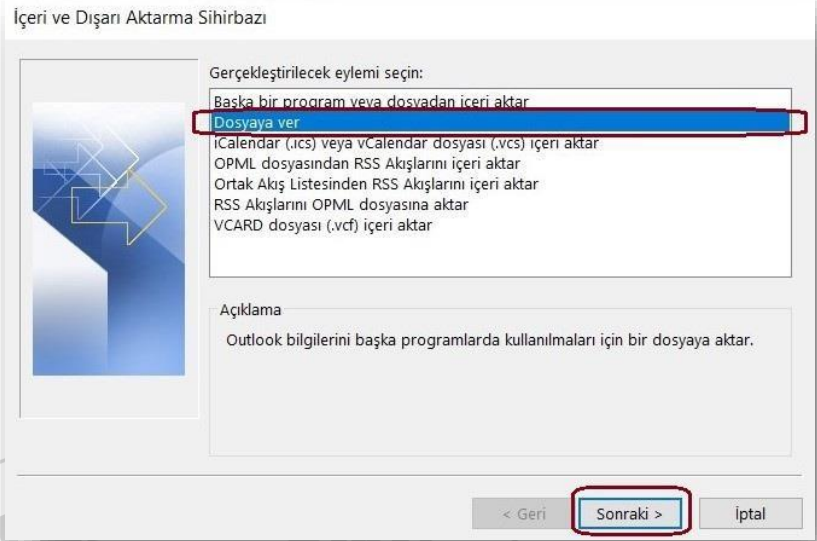 İçeri ve Dışarı Aktarma Sihirbazı
Gerçekleştirilecek eylemi seçin:
Başka bir program veya dosyadan içeri aktar
Dosyaya ver
iCalendar (.ics) veya vCalendar dosyası (.vcs) içeri aktar
OPML dosyasından RSS Akışlarını içeri aktar
Ortak Akış Listesinden RSS Akışlarını içeri aktar
RSS Akışlarını OPML dosyasına aktar
VCARD dosyası (.vcf) içeri aktar
Açıklama
Outlook bilgilerini başka programlarda kullanılmaları için bir dosyaya aktar.
< Geri Sonraki > İptal